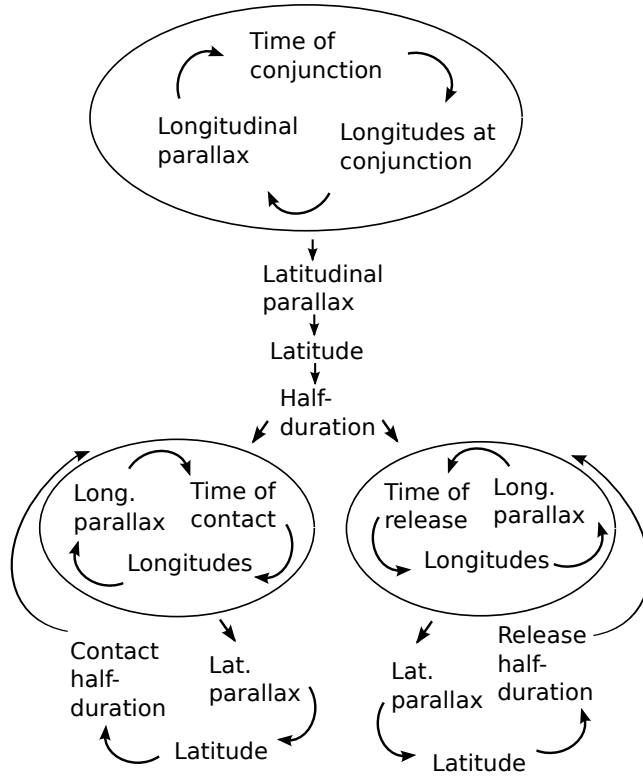 Time of
conjunction
Longitudinal
parallax
Longitudes at
conjunction
Latitudinal
parallax
Latitude
Half-
duration
Long.
parallax
Time of
contact
Longitudes
Time of
release
Long.
parallax
Longitudes
Contact
half-
duration
Lat.
parallax
Latitude
Lat.
parallax
Release
half-
duration
Latitude